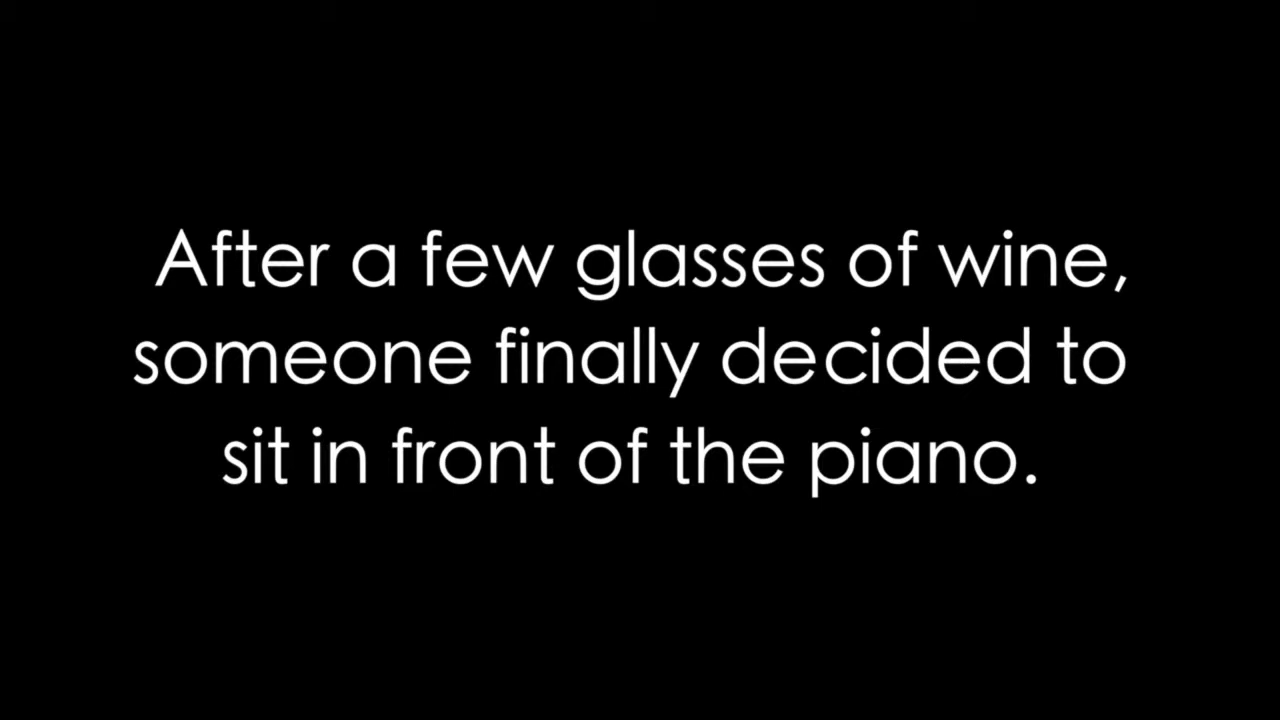 After a few glasses of wine,
someone finally decided to
sit in front of the piano.